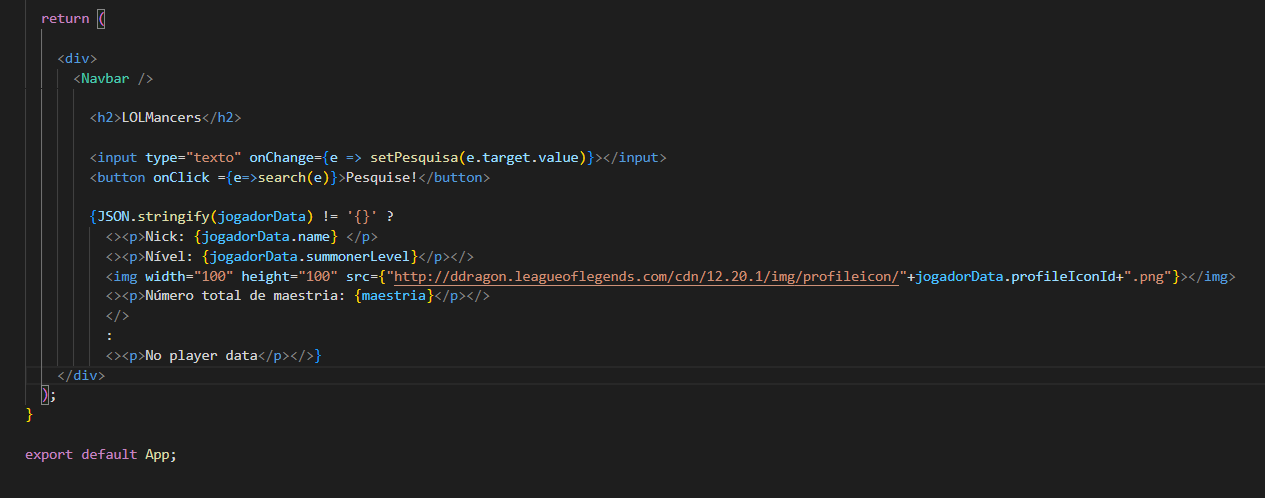 return (
<div>
<Navbar />
<h2>LOLMancers</h2>
<input type="texto" onChange={e => setPesquisa(e.target.value)}></input>
<button onClick ={e=>search(e)}>Pesquise!</button>
{JSON.stringify(jogadorData) != '{}' ?
<><p>Nick: {jogadorData.name} </p>
<><p>Nível: {jogadorData.summonerLevel}</p></>
<img width="100" height="100" src={"http://ddragon.leagueoflegends.com/cdn/12.20.1/img/profileicon/"+jogadorData.profileIconId+".png"}></img>
<><p>Número total de maestria: {maestria}</p></>
</>
:
<><p>No player data</p></>}
</div>
);
}
export default App;